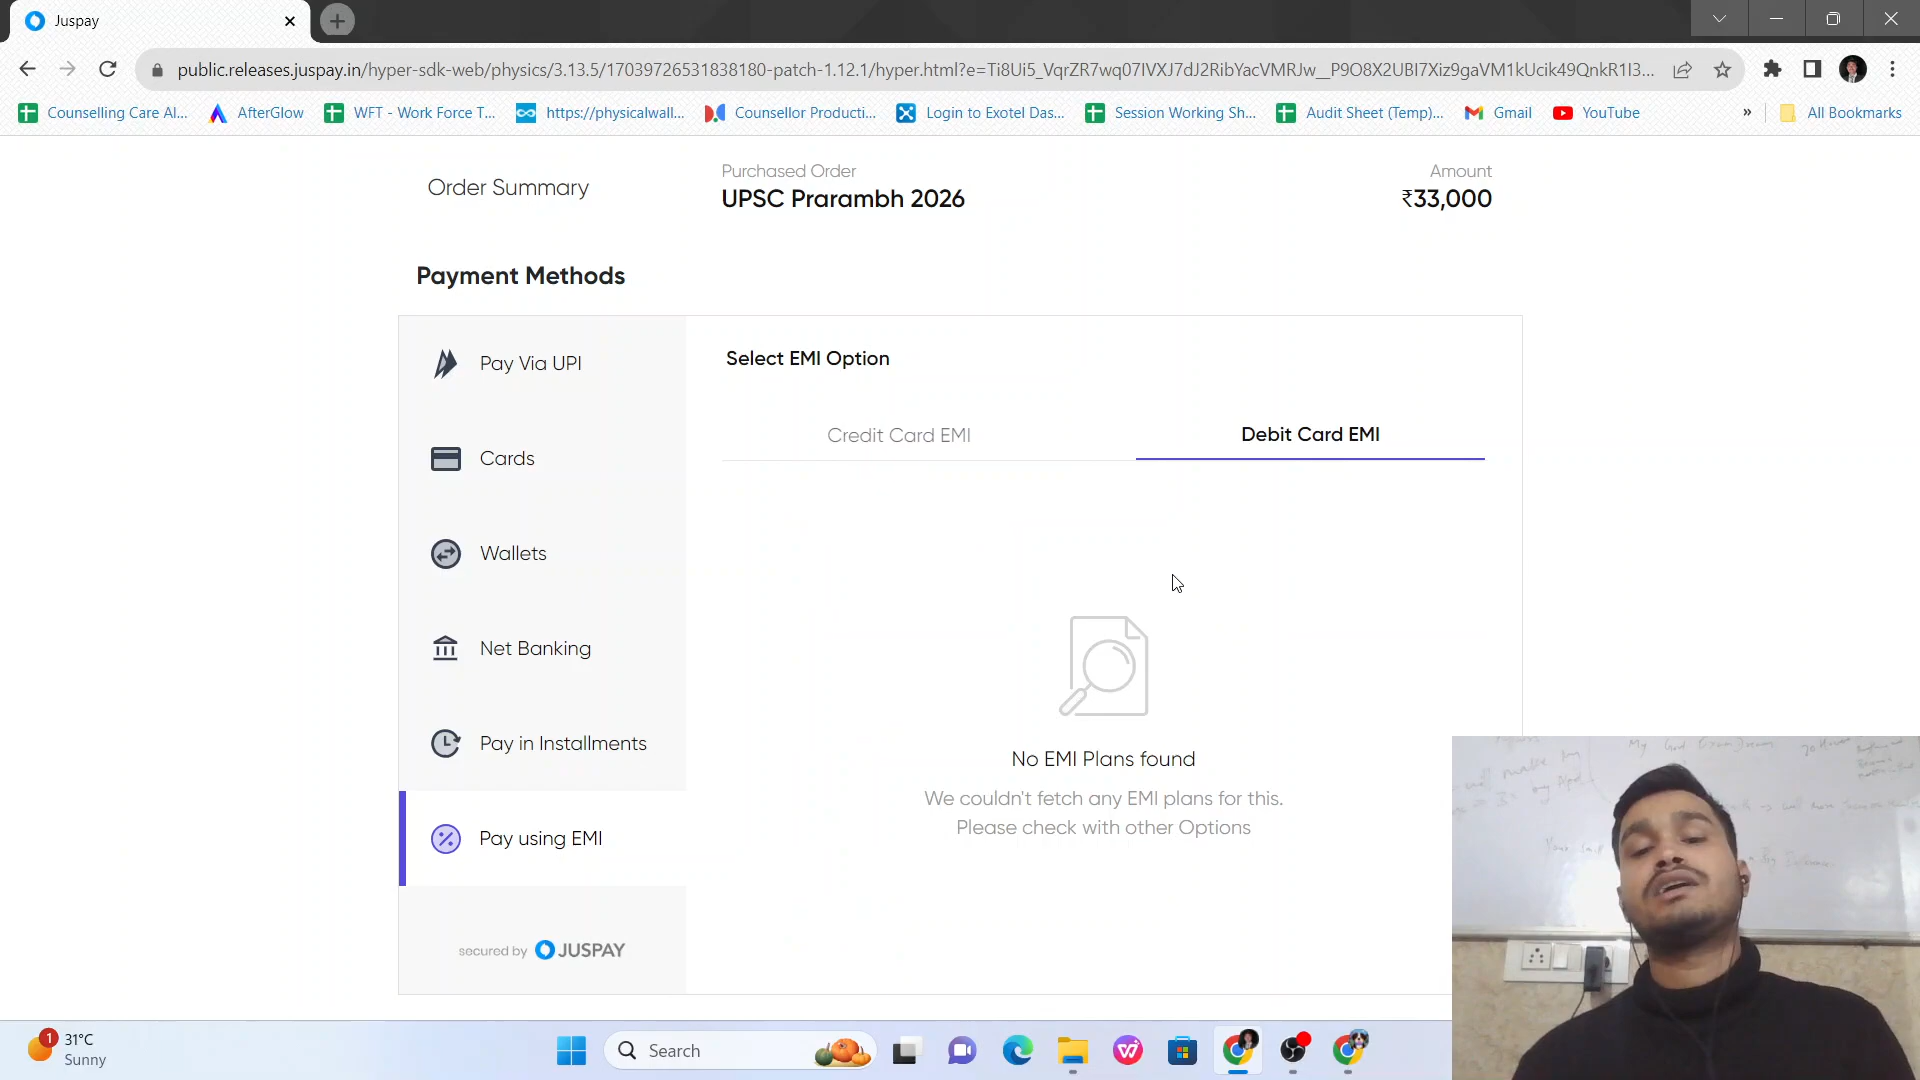 Juspay
public.releases.juspay.in/hyper-sdk-web/physics/3.13.5/17039726531838180-patch-1.12.1/hyper.html?e=Ti8Ui5_VqrZR7wq07IVXJ7dJ2RibYacVMRJw__P9O8X2UBI7Xiz9gaVM1kUcik49QnkR1I3...
Counselling Care Al...
AfterGlow
WFT - Work Force T...
https://physicalwall...
Counsellor Producti...
Login to Exotel Das...
Session Working Sh...
Audit Sheet (Temp)...
Gmail
YouTube
»
All Bookmarks
Order Summary
Purchased Order
UPSC Prarambh 2026
Amount
₹33,000
Payment Methods
Pay Via UPI
Cards
Wallets
Net Banking
Pay in Installments
Pay using EMI
secured by JUSPAY
Select EMI Option
Credit Card EMI
Debit Card EMI
No EMI Plans found
We couldn't fetch any EMI plans for this.
Please check with other Options
1
31°C
Sunny
Search